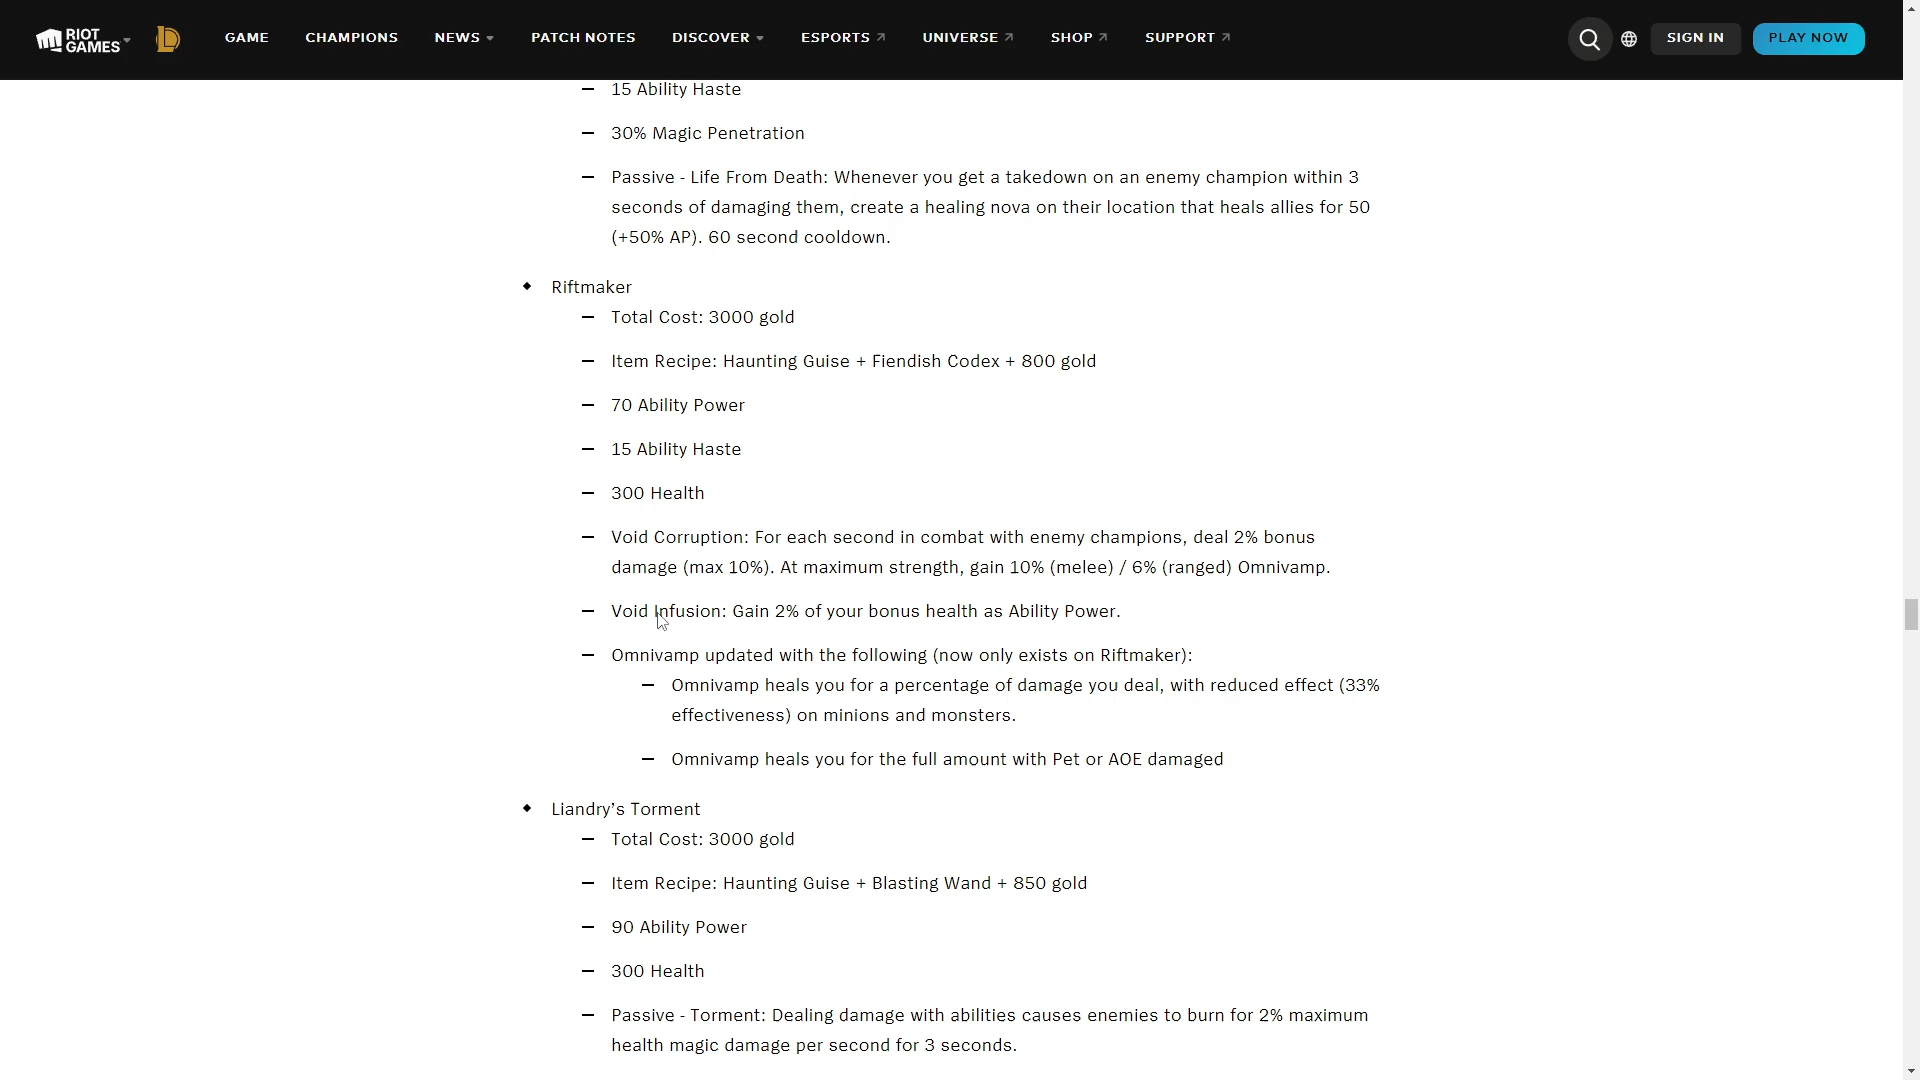 RIOT GAMES GAME CHAMPIONS NEWS PATCH NOTES DISCOVER ESPORTS UNIVERSE SHOP SUPPORT SIGN IN PLAY NOW
15 Ability Haste
30% Magic Penetration
Passive - Life From Death: Whenever you get a takedown on an enemy champion within 3
seconds of damaging them, create a healing nova on their location that heals allies for 50
(+50% AP). 60 second cooldown.
Riftmaker
Total Cost: 3000 gold
Item Recipe: Haunting Guise + Fiendish Codex + 800 gold
70 Ability Power
15 Ability Haste
300 Health
Void Corruption: For each second in combat with enemy champions, deal 2% bonus
damage (max 10%). At maximum strength, gain 10% (melee) / 6% (ranged) Omnivamp.
Void Infusion: Gain 2% of your bonus health as Ability Power.
Omnivamp updated with the following (now only exists on Riftmaker):
Omnivamp heals you for a percentage of damage you deal, with reduced effect (33%
effectiveness) on minions and monsters.
Omnivamp heals you for the full amount with Pet or AOE damaged
Liandry’s Torment
Total Cost: 3000 gold
Item Recipe: Haunting Guise + Blasting Wand + 850 gold
90 Ability Power
300 Health
Passive - Torment: Dealing damage with abilities causes enemies to burn for 2% maximum
health magic damage per second for 3 seconds.